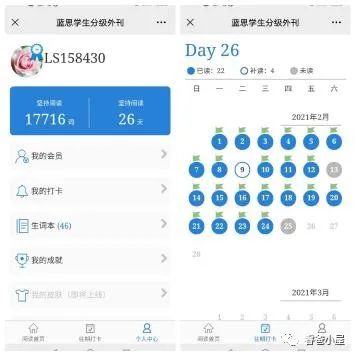 蓝思学生分级外刊
LS158430
坚持阅读
17716 词
坚持阅读
26 天
我的会员
我的打卡
生词本 (46)
我的成就
我的皮肤（即将上线）
阅读首页
往期打卡
个人中心
蓝思学生分级外刊
Day 26
已读：22
补读：4
未读
日 一 二 三 四 五 六
2021年2月
1 2 3 4 5 6
7 8 9 10 11 12 13
14 15 16 17 18 19 20
21 22 23 24 25 26 27
28
2021年3月
阅读首页
往期打卡
个人中心
香爸小屋